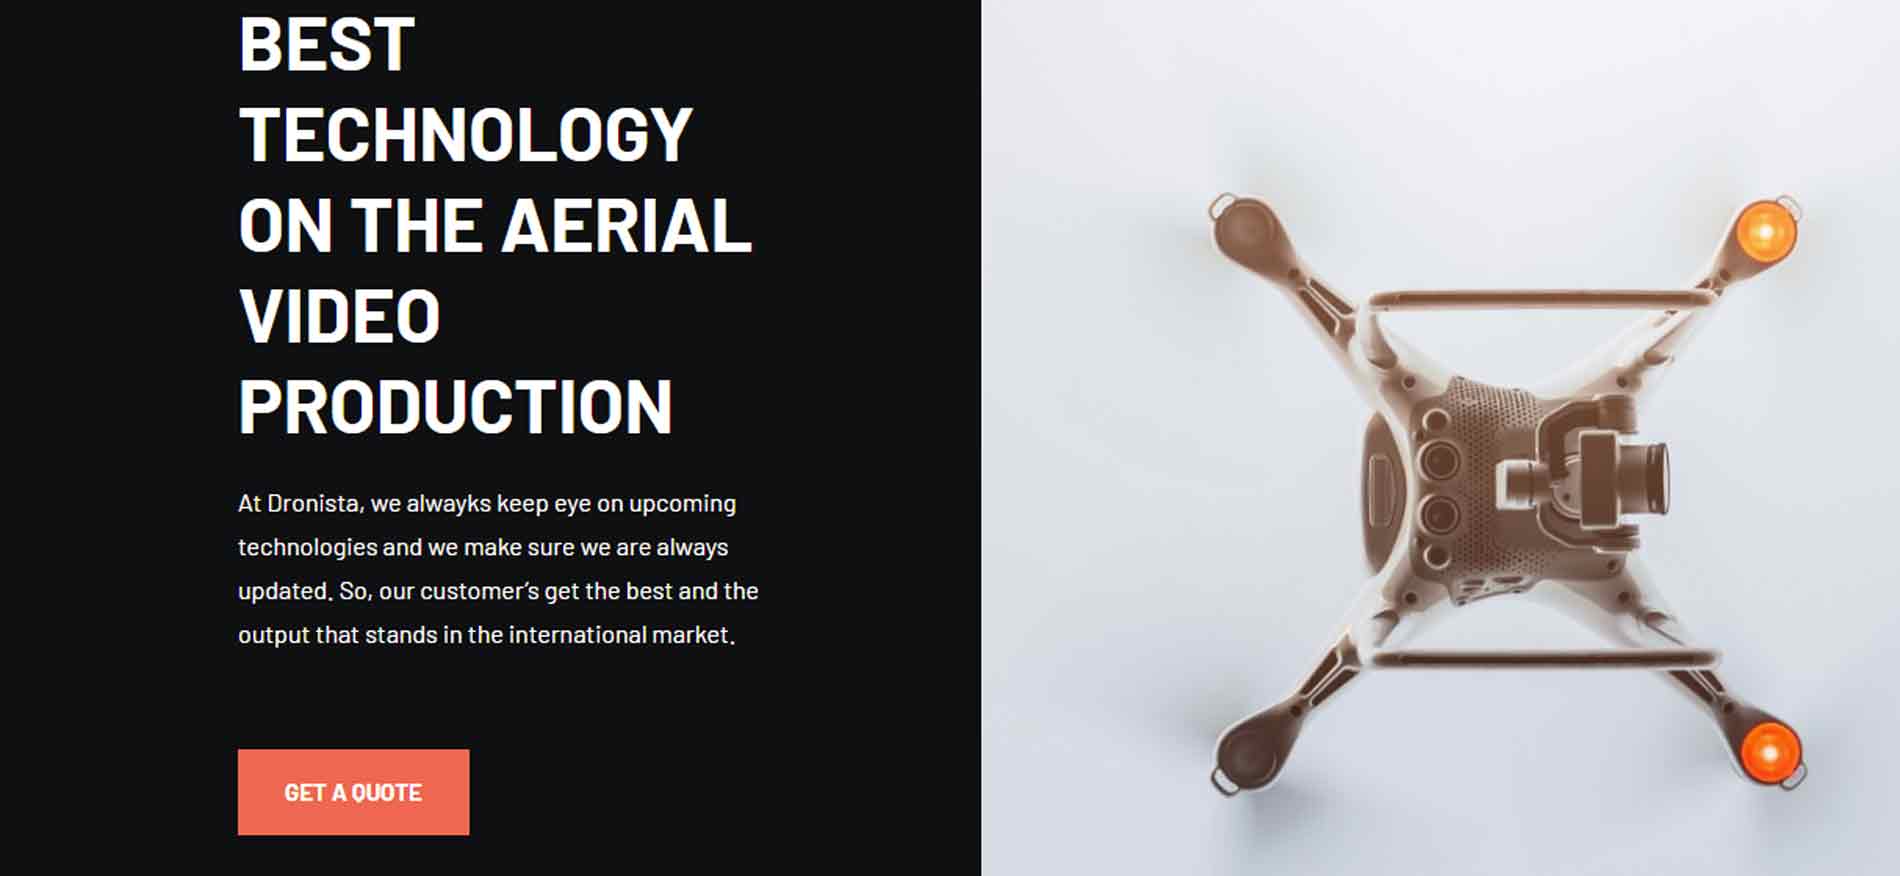 BEST
TECHNOLOGY
ON THE AERIAL
VIDEO
PRODUCTION
At Dronista, we alwayks keep eye on upcoming
technologies and we make sure we are always
updated. So, our customer’s get the best and the
output that stands in the international market.
GET A QUOTE